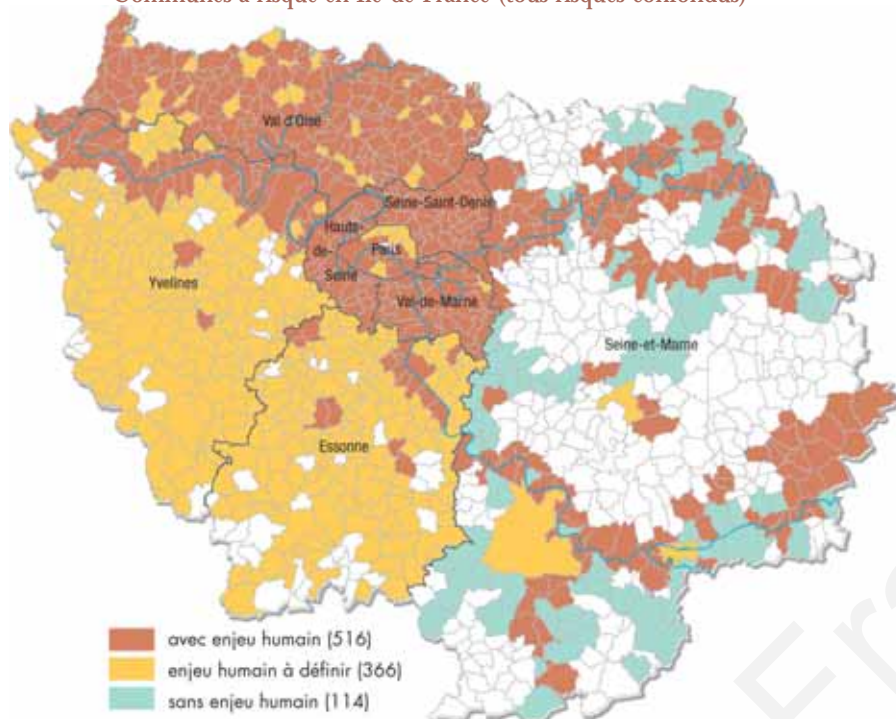 Communes à risque en Ile-de-France (tous risques confondus)
Val d'Oise
Seine-Saint-Denis
Hauts-
de-
Seine
Paris
Yvelines
Val-de-Marne
Seine-et-Marne
Essonne
avec enjeu humain (516)
enjeu humain à définir (366)
sans enjeu humain (114)